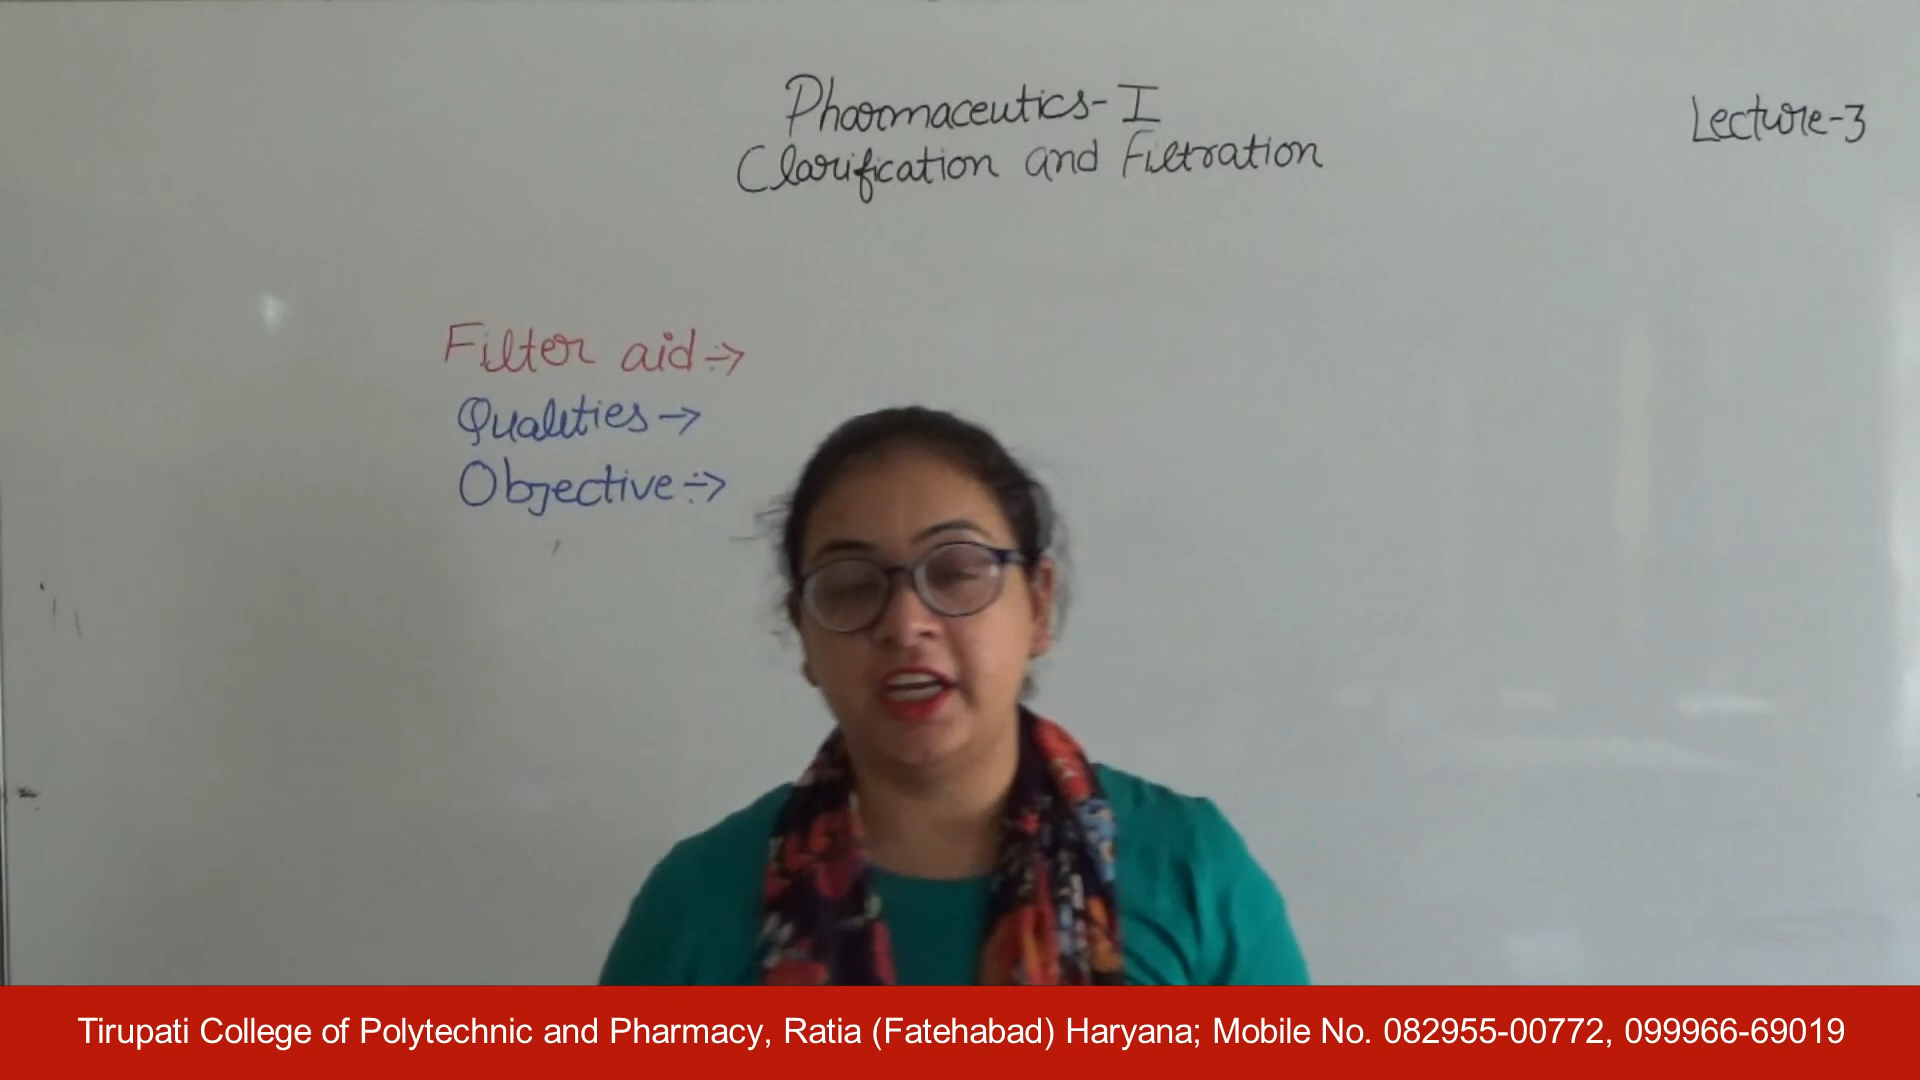 Pharmaceutics-I
Clarification and Filtration
Lecture-3
Filter aid :->
Qualities ->
Objective :->
Tirupati College of Polytechnic and Pharmacy, Ratia (Fatehabad) Haryana; Mobile No. 082955-00772, 099966-69019